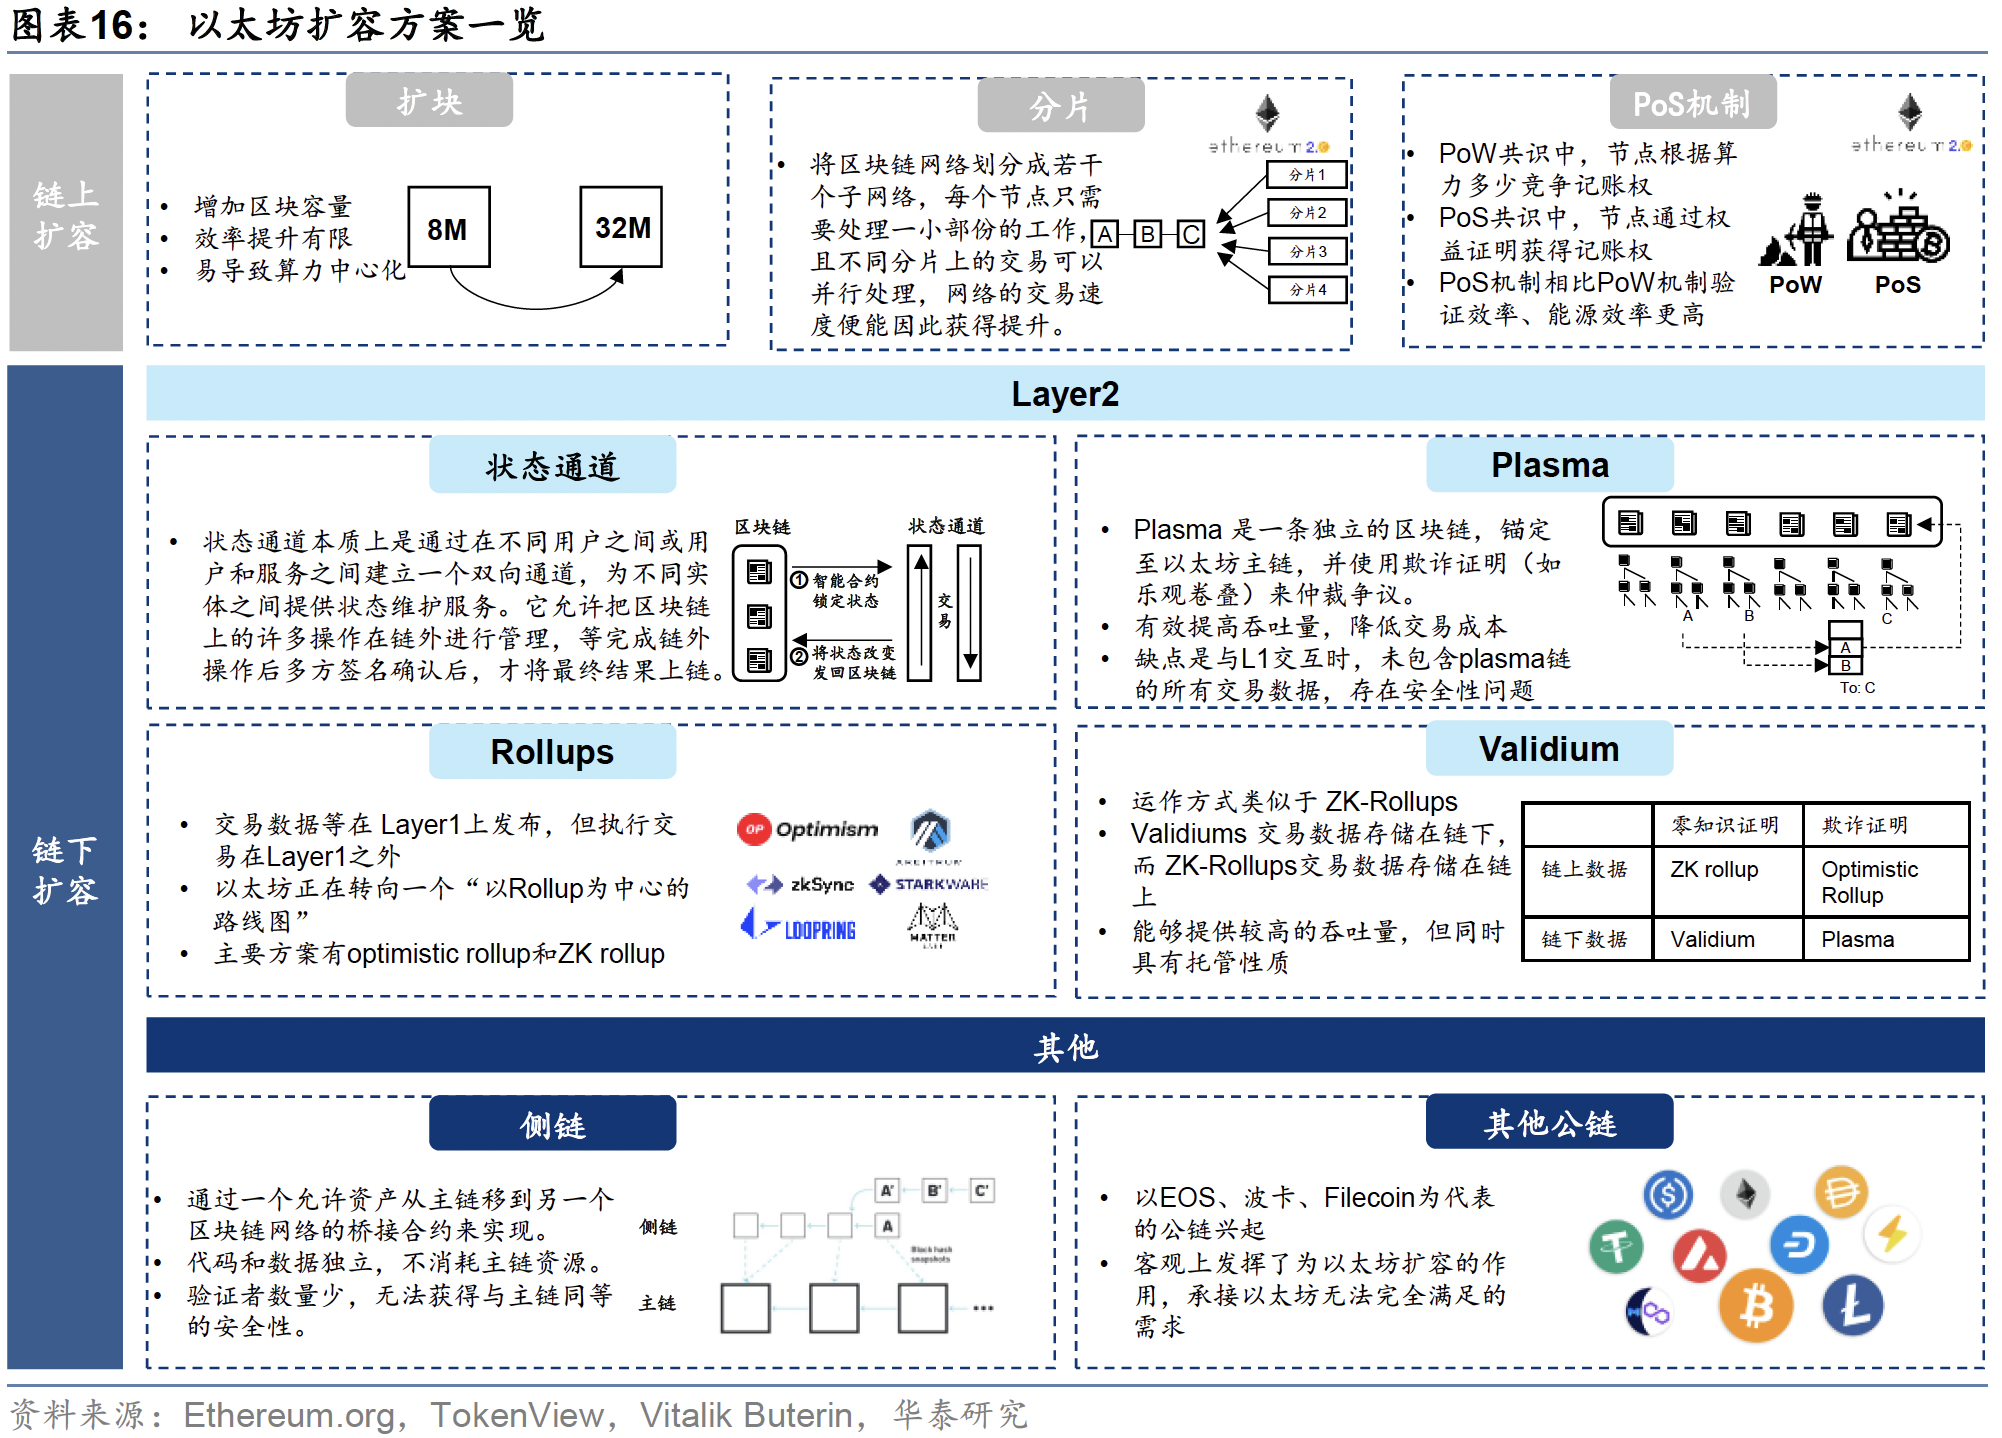 图表16： 以太坊扩容方案一览
链上
扩容
扩块
增加区块容量
效率提升有限
易导致算力中心化
8M
32M
分片
ethereum2.0
将区块链网络划分成若干
个子网络，每个节点只需
要处理一小部份的工作，
且不同分片上的交易可以
并行处理，网络的交易速
度便能因此获得提升。
A
B
C
分片1
分片2
分片3
分片4
PoS机制
ethereum2.0
PoW共识中，节点根据算
力多少竞争记账权
PoS共识中，节点通过权
益证明获得记账权
PoS机制相比PoW机制验
证效率、能源效率更高
PoW
PoS
链下
扩容
Layer2
状态通道
状态通道本质上是通过在不同用户之间或用
户和服务之间建立一个双向通道，为不同实
体之间提供状态维护服务。它允许把区块链
上的许多操作在链外进行管理，等完成链外
操作后多方签名确认后，才将最终结果上链。
区块链
状态通道
①智能合约
锁定状态
②将状态改变
发回区块链
交易
Plasma
Plasma 是一条独立的区块链，锚定
至以太坊主链，并使用欺诈证明（如
乐观卷叠）来仲裁争议。
有效提高吞吐量，降低交易成本
缺点是与L1交互时，未包含plasma链
的所有交易数据，存在安全性问题
A
B
C
A
B
To: C
Rollups
交易数据等在 Layer1上发布，但执行交
易在Layer1之外
以太坊正在转向一个“以Rollup为中心的
路线图”
主要方案有optimistic rollup和ZK rollup
OP Optimism
ARBITRUM
zkSync
STARKWARE
LOOPRING
MATTER LABS
Validium
运作方式类似于 ZK-Rollups
Validiums 交易数据存储在链下，
而 ZK-Rollups交易数据存储在链
上
能够提供较高的吞吐量，但同时
具有托管性质
零知识证明 欺诈证明
链上数据 ZK rollup Optimistic Rollup
链下数据 Validium Plasma
其他
侧链
通过一个允许资产从主链移到另一个
区块链网络的桥接合约来实现。
代码和数据独立，不消耗主链资源。
验证者数量少，无法获得与主链同等
的安全性。
侧链
主链
A'
B'
C'
A
Block hash
snapshots
其他公链
以EOS、波卡、Filecoin为代表
的公链兴起
客观上发挥了为以太坊扩容的作
用，承接以太坊无法完全满足的
需求
资料来源：Ethereum.org，TokenView，Vitalik Buterin，华泰研究